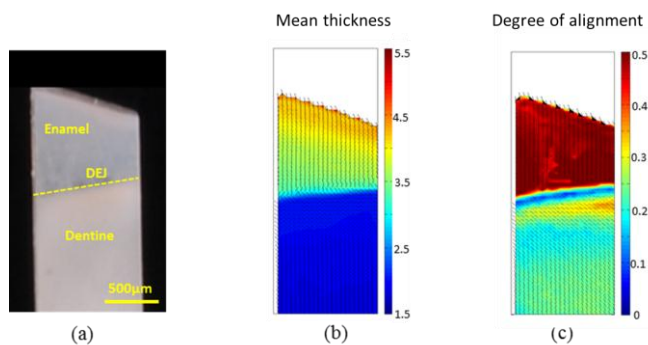 Mean thickness
Degree of alignment
Enamel
DEJ
Dentine
500μm
5.5
4.5
3.5
2.5
1.5
0.5
0.4
0.3
0.2
0.1
0
(a)
(b)
(c)